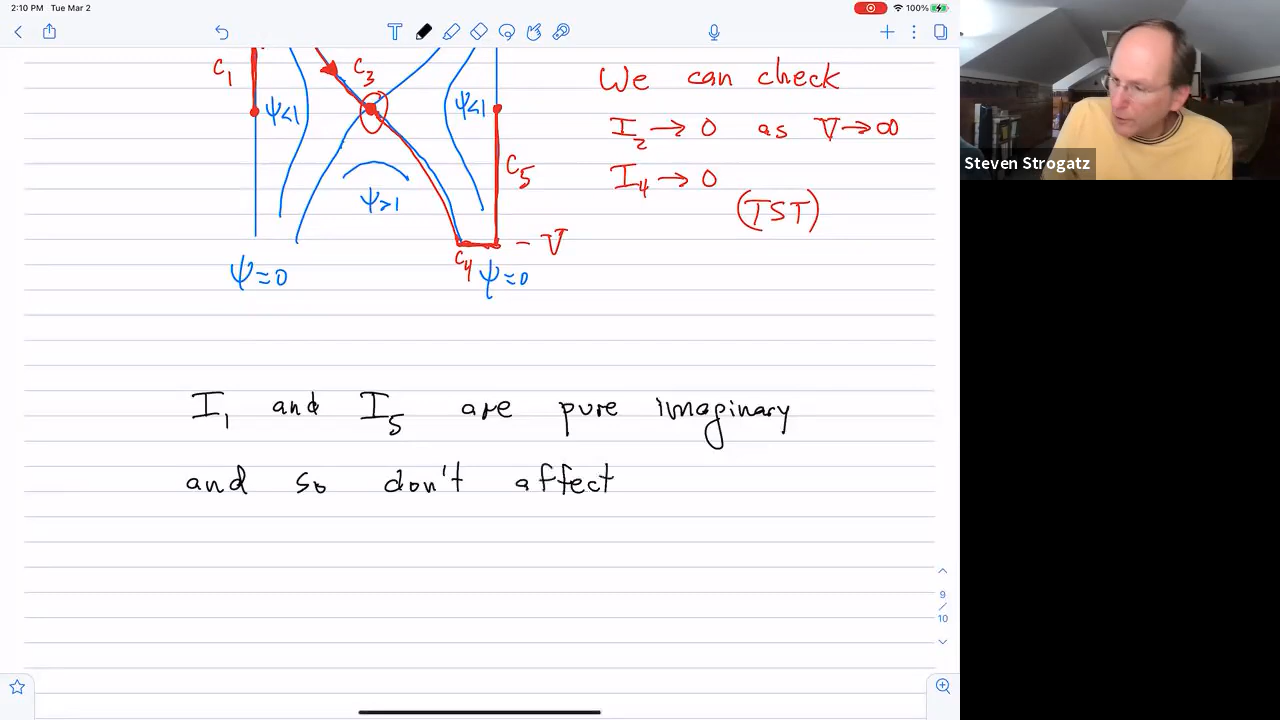 2:10 PM Tue Mar 2
100%
C₁
C₃
ψ<1
ψ<1
C₅
ψ>1
C₄
- V
ψ=0
ψ=0
We can check
I₂ → 0 as V → ∞
I₄ → 0
(TST)
Steven Strogatz
I₁ and I₅ are pure imaginary
and so don't affect
9
/
10